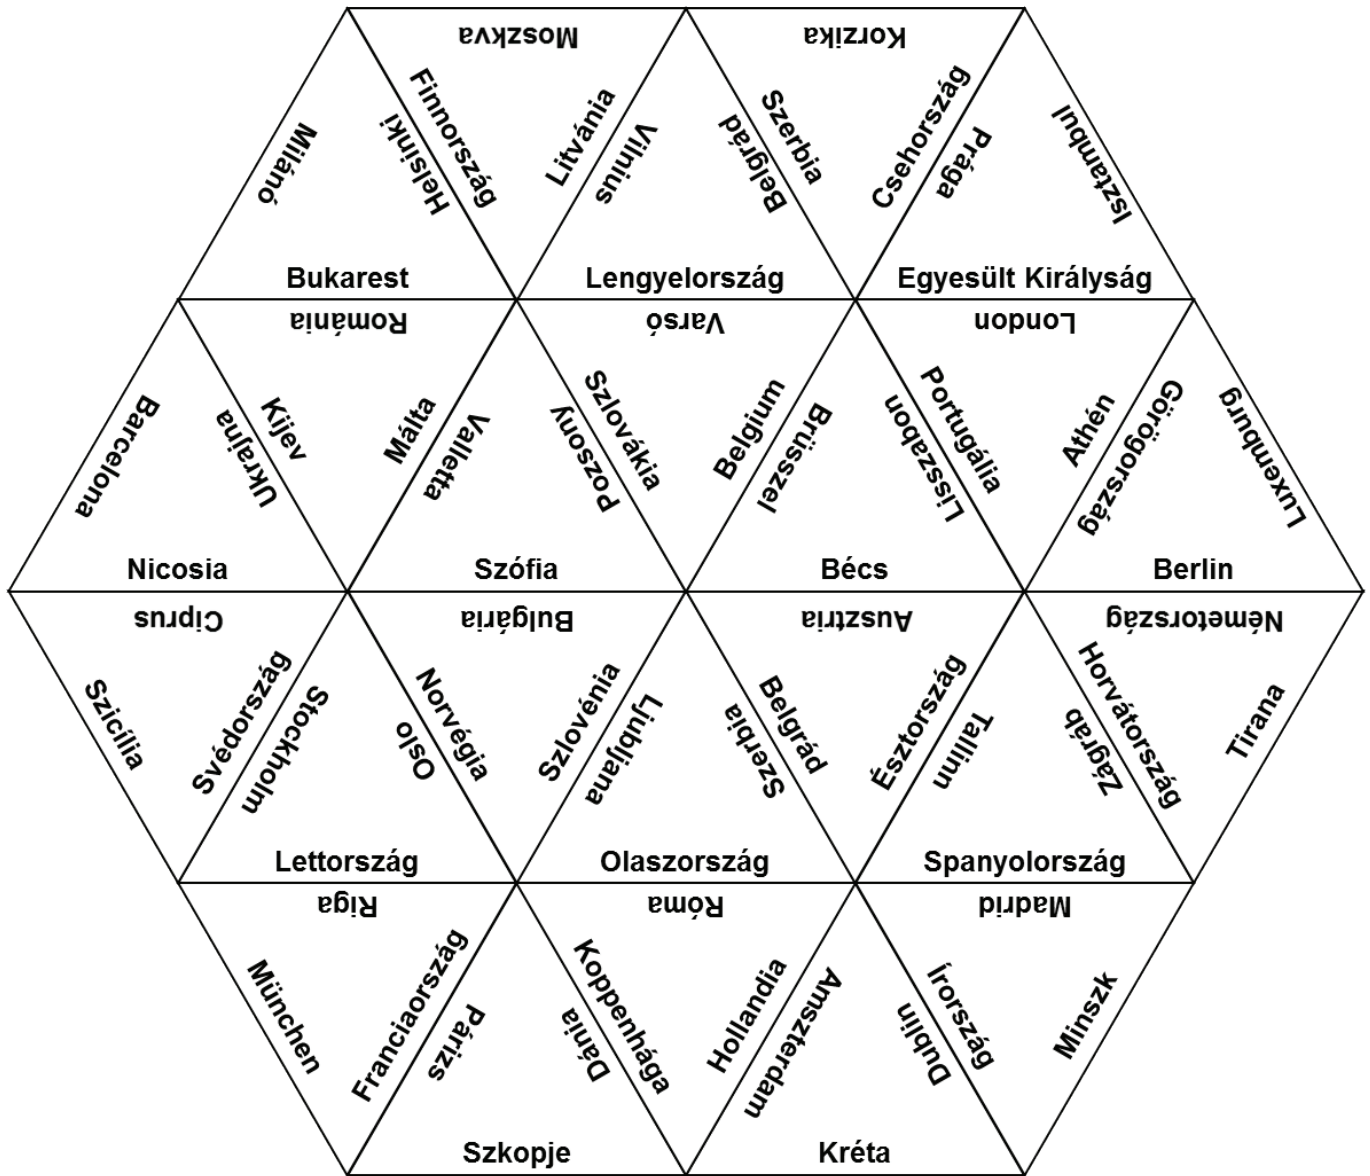 Moszkva
Korzika
Milánó
Helsinki
Finnország
Litvánia
Vilnius
Belgrád
Szerbia
Csehország
Prága
Isztambul
Bukarest
Lengyelország
Egyesült Királyság
Románia
Varsó
London
Barcelona
Ukrajna
Kijev
Málta
Valletta
Pozsony
Szlovákia
Belgium
Brüsszel
Lisszabon
Portugália
Athén
Görögország
Luxemburg
Nicosia
Szófia
Bécs
Berlin
Ciprus
Bulgária
Ausztria
Németország
Szicília
Svédország
Stockholm
Oslo
Norvégia
Szlovénia
Ljubljana
Szerbia
Belgrád
Észtország
Tallinn
Zágráb
Horvátország
Tirana
Lettország
Olaszország
Spanyolország
Riga
Róma
Madrid
München
Franciaország
Párizs
Dánia
Koppenhága
Hollandia
Amszterdam
Dublin
Írország
Minszk
Szkopje
Kréta